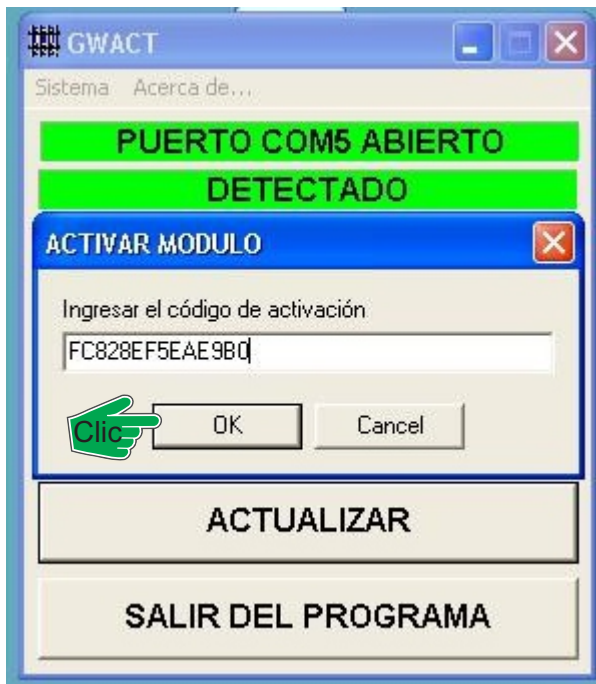 GWACT
Sistema Acerca de...
PUERTO COM5 ABIERTO
DETECTADO
ACTIVAR MODULO
Ingresar el código de activación
FC828EF5EAE9B0
Clic
OK Cancel
ACTUALIZAR
SALIR DEL PROGRAMA